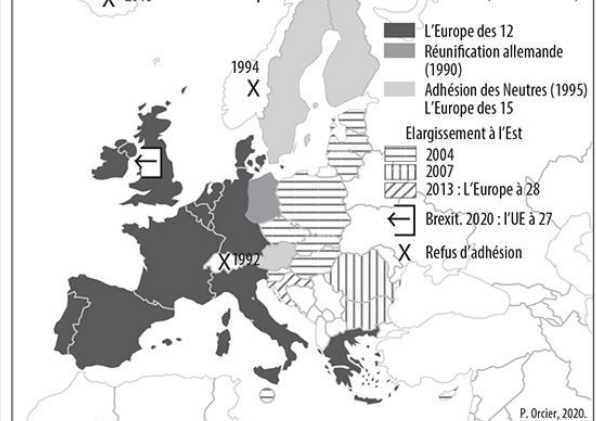 X
L'Europe des 12
Réunification allemande
(1990)
Adhésion des Neutres (1995)
L'Europe des 15
1994
X
Elargissement à l'Est
2004
2007
2013 : L'Europe à 28
Brexit. 2020 : l'UE à 27
X Refus d'adhésion
X 1992
P. Orcier, 2020.